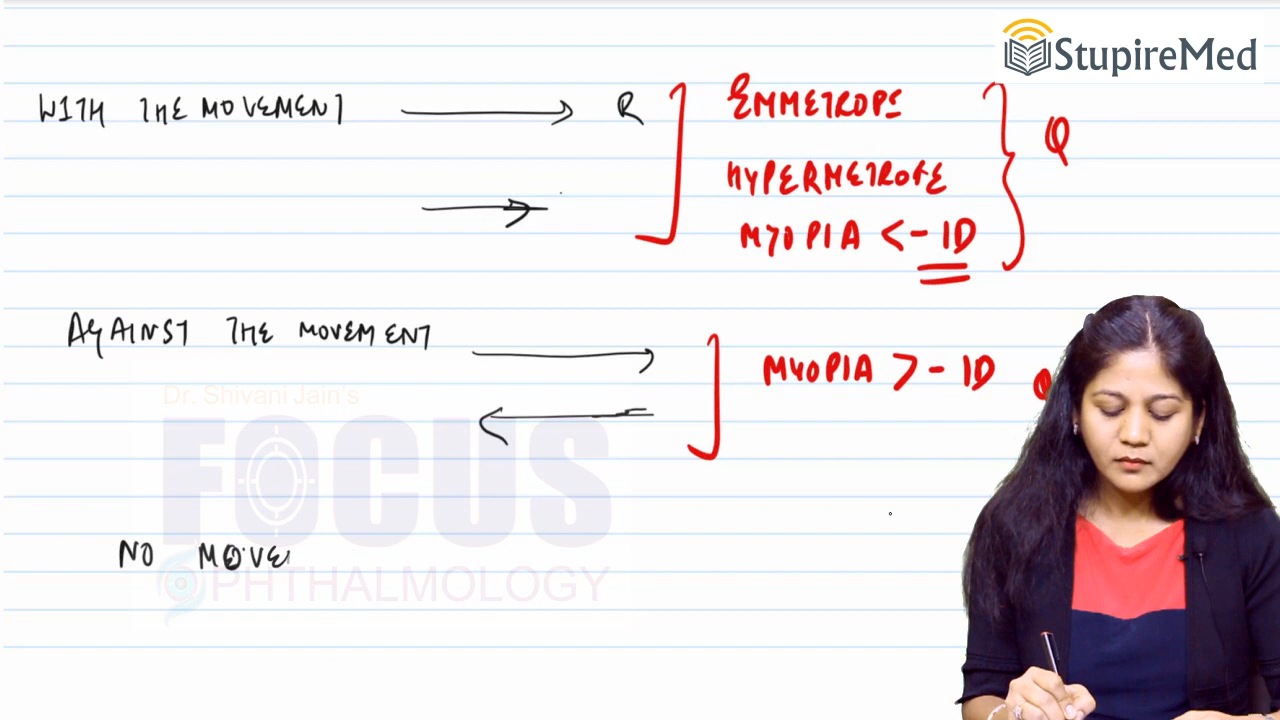 StupireMed
WITH THE MOVEMENT R EMMETROPE Q
HYPERMETROPE
MYOPIA <-1D
AGAINST THE MOVEMENT
MYOPIA >-1D
Dr. Shivani Jain's
FOCUS
NO MOVE
OPHTHALMOLOGY